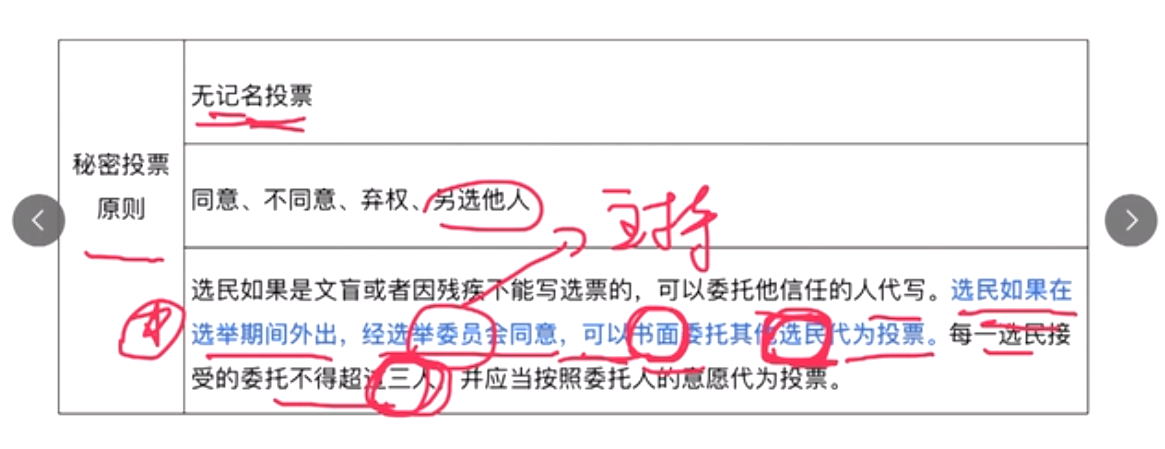 无记名投票
秘密投票
原则
同意、不同意、弃权、另选他人
主持
选民如果是文盲或者因残疾不能写选票的，可以委托他信任的人代写。选民如果在
选举期间外出，经选举委员会同意，可以书面委托其他选民代为投票。每一选民接
受的委托不得超过三人，并应当按照委托人的意愿代为投票。